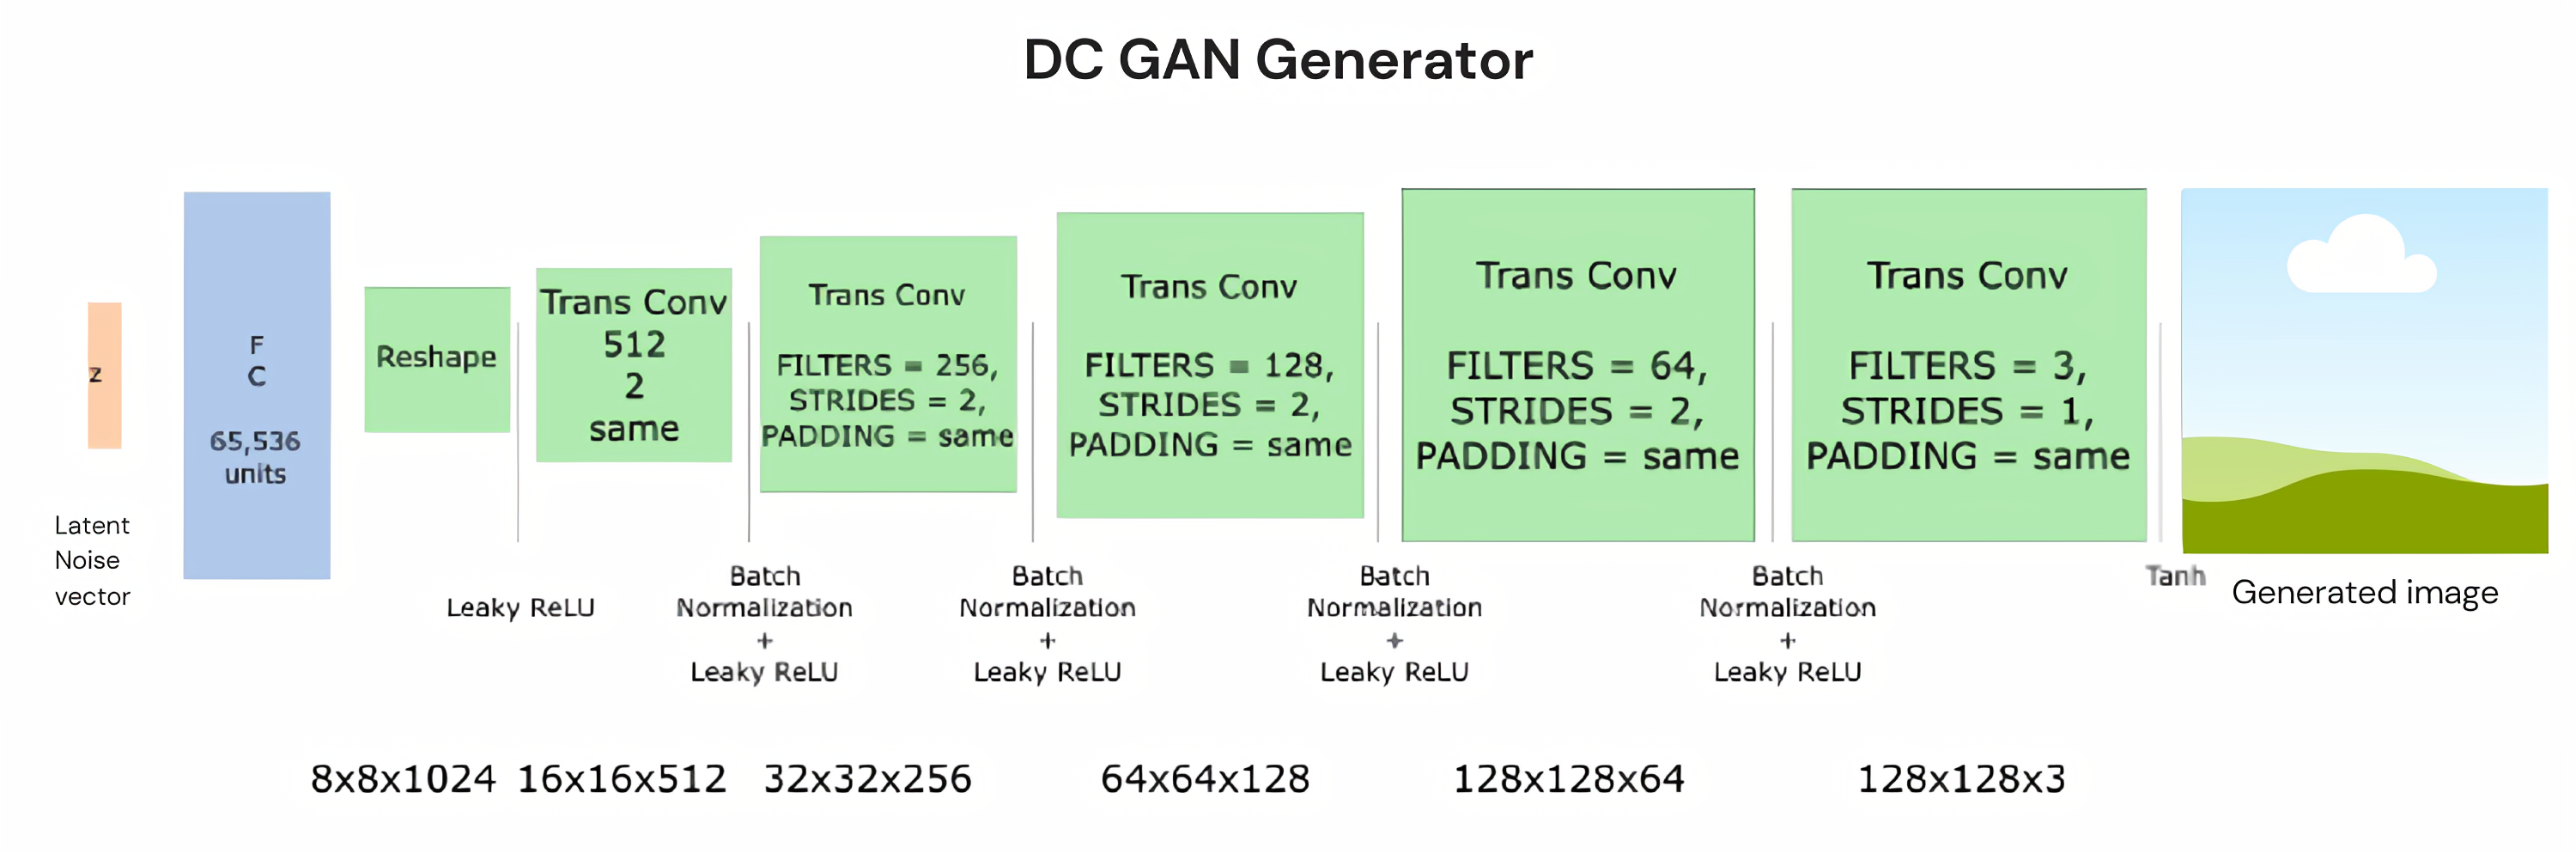 DC GAN Generator
z
Latent
Noise
vector
F
C
65,536
units
Reshape
Leaky ReLU
Trans Conv
512
2
same
Batch
Normalization
+
Leaky ReLU
Trans Conv
FILTERS = 256,
STRIDES = 2,
PADDING = same
Batch
Normalization
+
Leaky ReLU
Trans Conv
FILTERS = 128,
STRIDES = 2,
PADDING = same
Batch
Normalization
+
Leaky ReLU
Trans Conv
FILTERS = 64,
STRIDES = 2,
PADDING = same
Batch
Normalization
+
Leaky ReLU
Trans Conv
FILTERS = 3,
STRIDES = 1,
PADDING = same
Tanh
Generated image
8x8x1024
16x16x512
32x32x256
64x64x128
128x128x64
128x128x3